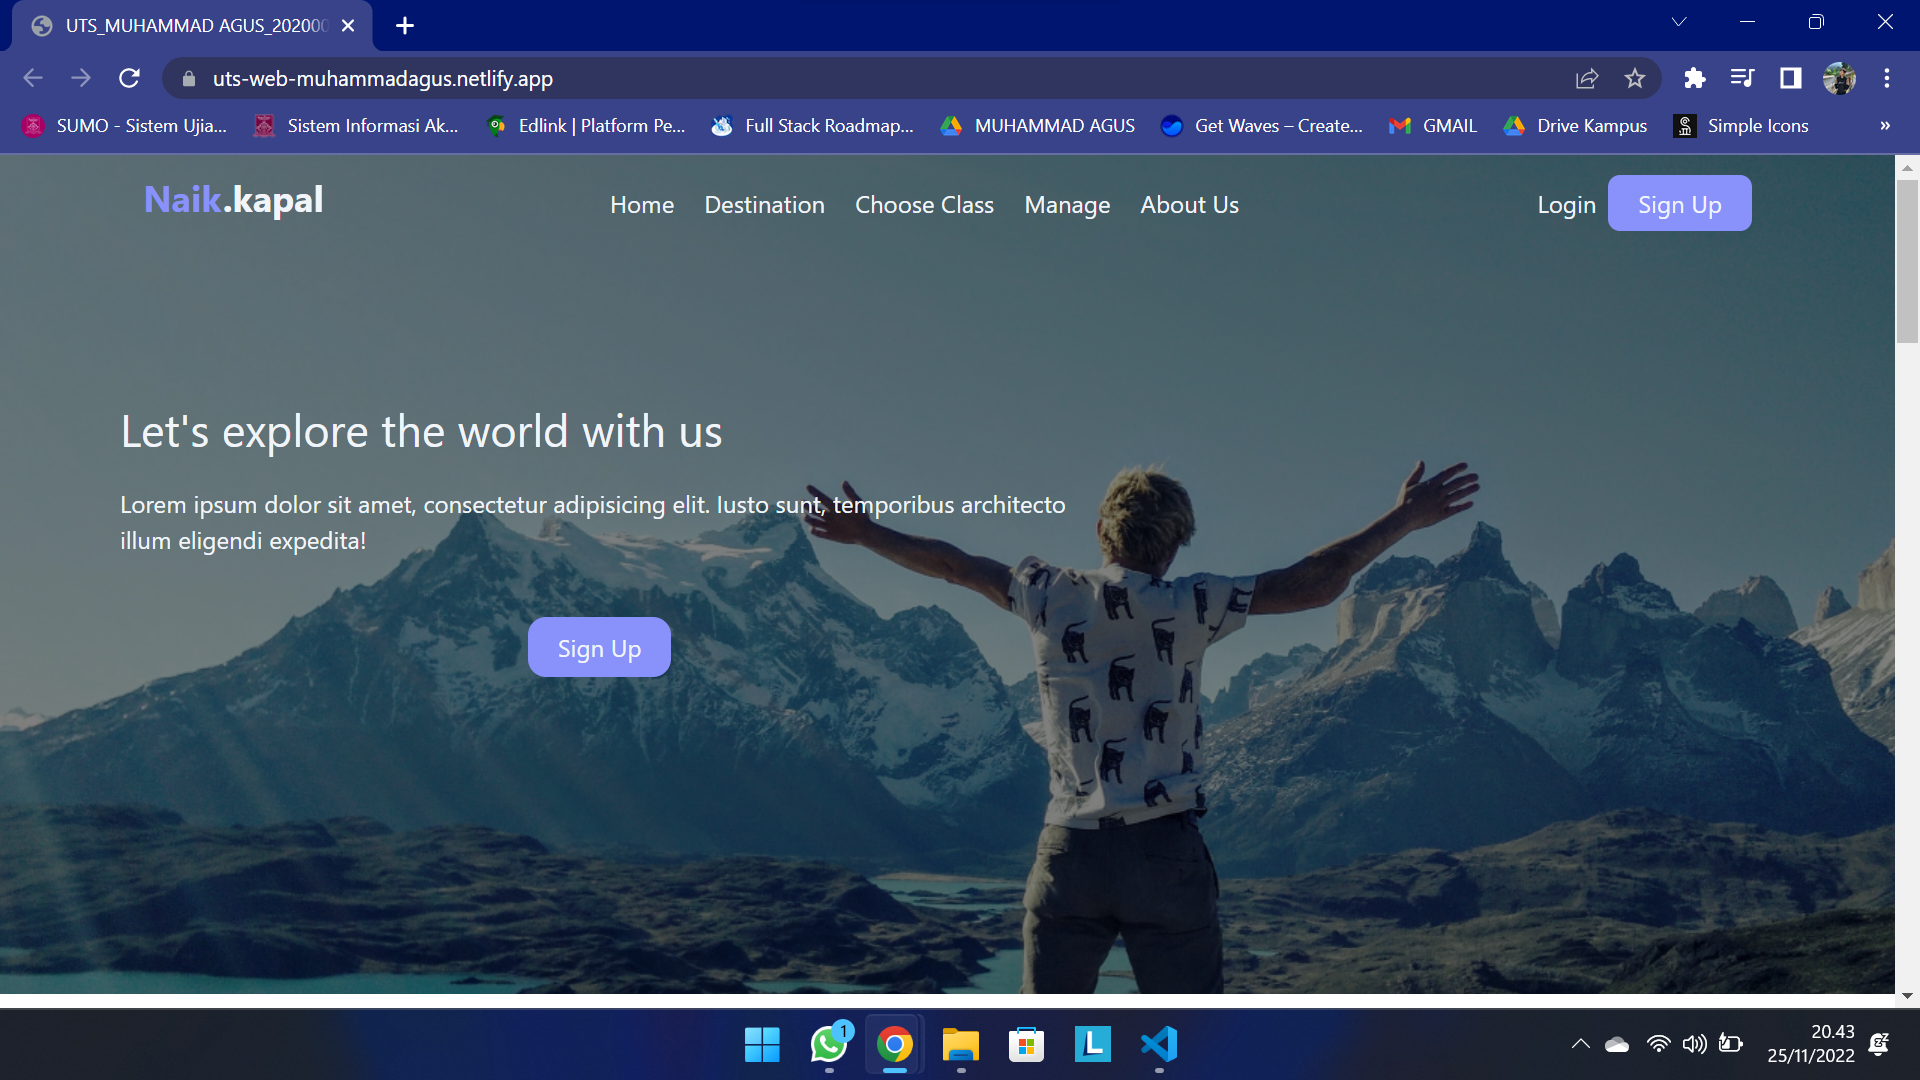 UTS_MUHAMMAD AGUS_202000
uts-web-muhammadagus.netlify.app
SUMO - Sistem Ujia...
Sistem Informasi Ak...
Edlink | Platform Pe...
Full Stack Roadmap...
MUHAMMAD AGUS
Get Waves – Create...
GMAIL
Drive Kampus
Simple Icons
»
Naik.kapal
Home
Destination
Choose Class
Manage
About Us
Login
Sign Up
Let's explore the world with us
Lorem ipsum dolor sit amet, consectetur adipisicing elit. Iusto sunt, temporibus architecto
illum eligendi expedita!
Sign Up
1
L
20.43
25/11/2022